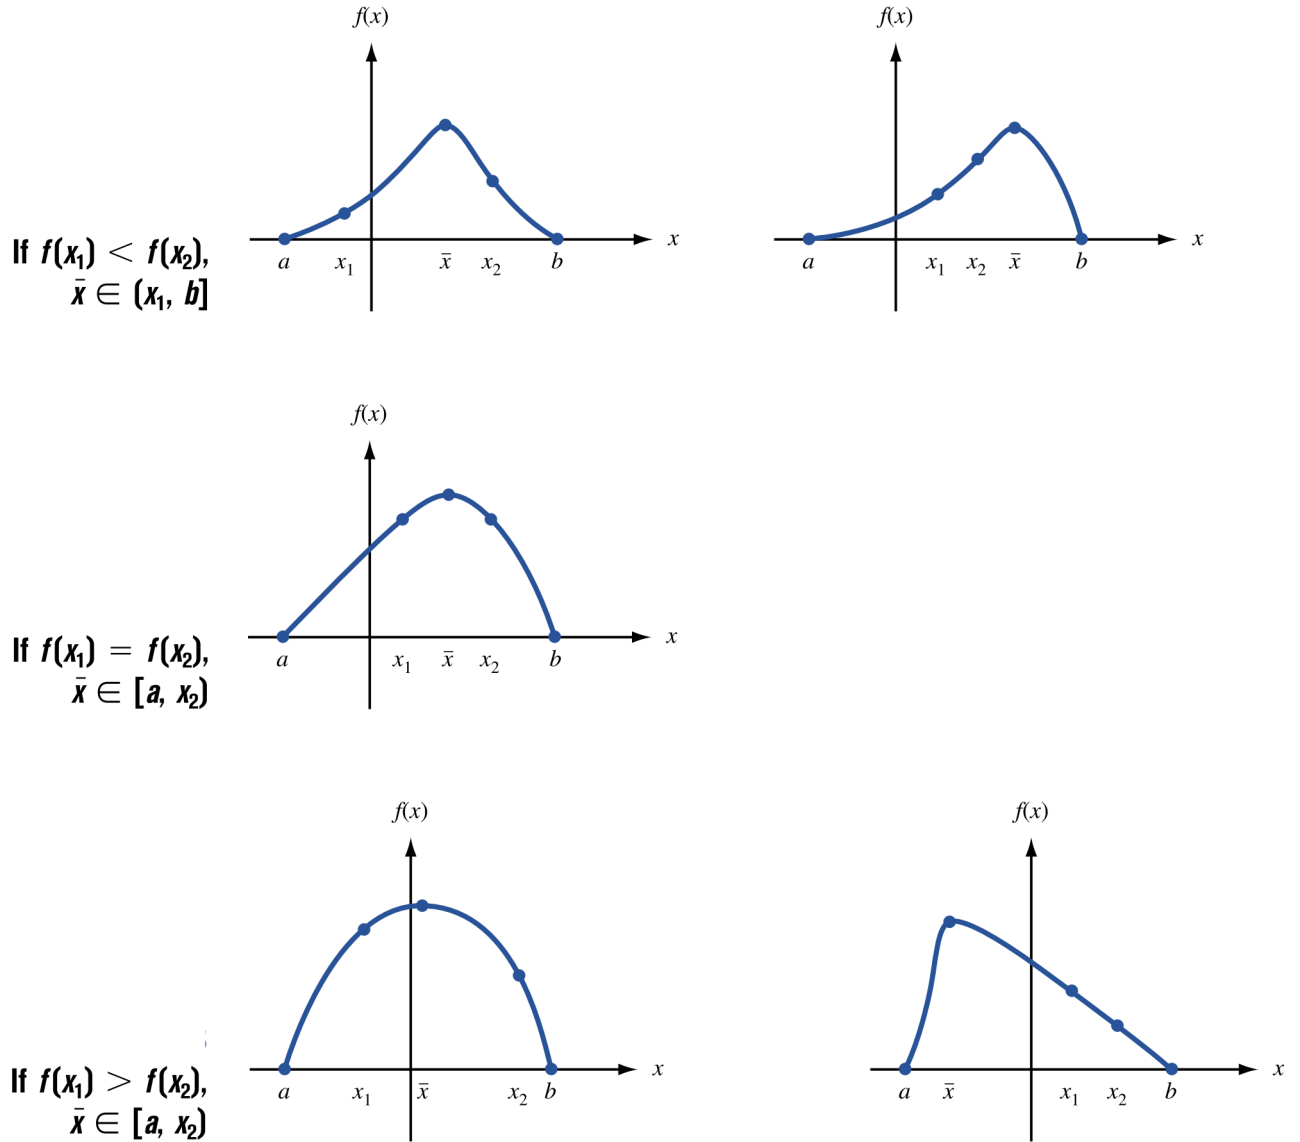 f(x)
f(x)
If f(x₁) < f(x₂),
x̄ ∈ (x₁, b]
a x₁ x̄ x₂ b x
a x₁ x₂ x̄ b x
f(x)
If f(x₁) = f(x₂),
x̄ ∈ [a, x₂)
a x₁ x̄ x₂ b x
f(x)
f(x)
If f(x₁) > f(x₂),
x̄ ∈ [a, x₂)
a x₁ x̄ x₂ b x
a x̄ x₁ x₂ b x